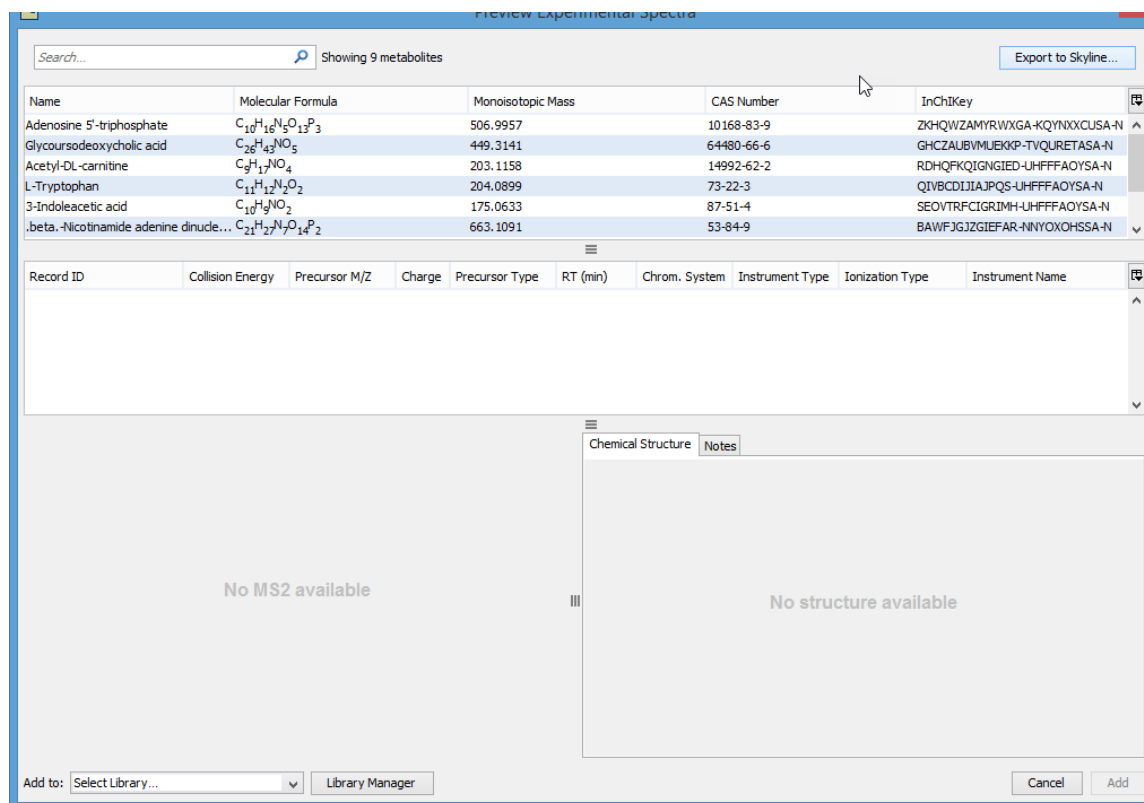 Preview Experimental Spectra
Search... Showing 9 metabolites Export to Skyline...
Name Molecular Formula Monoisotopic Mass CAS Number InChIKey
Adenosine 5'-triphosphate C10H16N5O13P3 506.9957 10168-83-9 ZKHQWZAMYRWXGA-KQYNXXCUSA-N
Glycoursodeoxycholic acid C26H43NO5 449.3141 64480-66-6 GHCZAUBVMUEKKP-TVQURETASA-N
Acetyl-DL-carnitine C9H17NO4 203.1158 14992-62-2 RDHQFKQIGNGIED-UHFFFAOYSA-N
L-Tryptophan C11H12N2O2 204.0899 73-22-3 QIVBCDIJIAJPQS-UHFFFAOYSA-N
3-Indoleacetic acid C10H9NO2 175.0633 87-51-4 SEOVTRFCIGRIMH-UHFFFAOYSA-N
.beta.-Nicotinamide adenine dinucle... C21H27N7O14P2 663.1091 53-84-9 BAWFJGJZGIEFAR-NNYOXOHSSA-N
Record ID Collision Energy Precursor M/Z Charge Precursor Type RT (min) Chrom. System Instrument Type Ionization Type Instrument Name
Chemical Structure Notes
No MS2 available
No structure available
Add to: Select Library... Library Manager Cancel Add